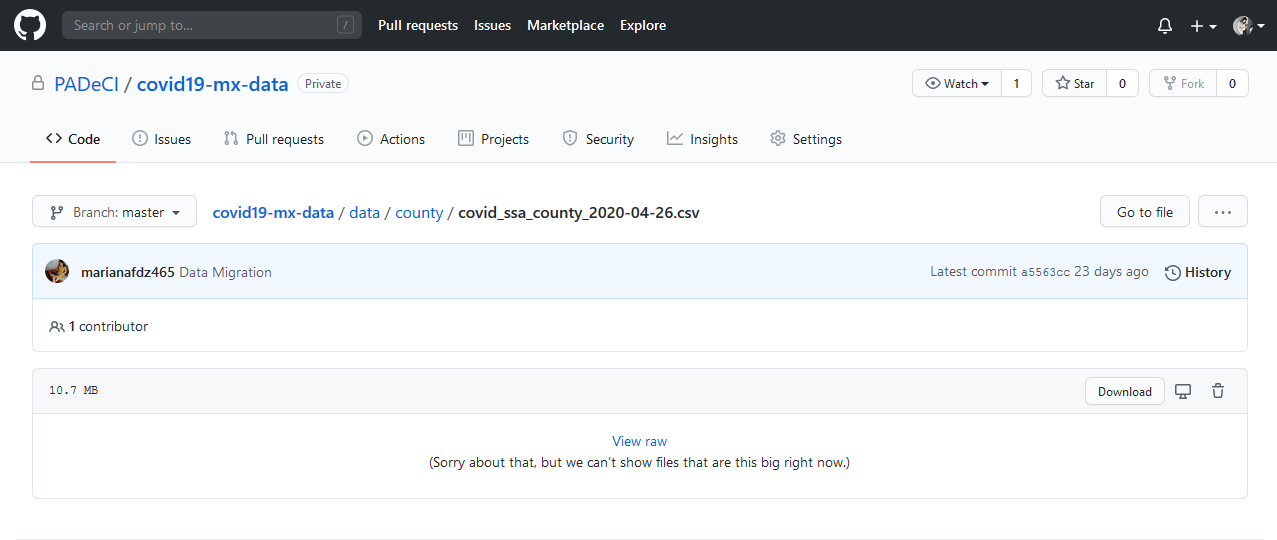 Search or jump to... / Pull requests Issues Marketplace Explore
PADeCI / covid19-mx-data Private Watch 1 Star 0 Fork 0
Code Issues Pull requests Actions Projects Security Insights Settings
Branch: master covid19-mx-data / data / county / covid_ssa_county_2020-04-26.csv Go to file ...
marianafdz465 Data Migration Latest commit a5563cc 23 days ago History
1 contributor
10.7 MB Download
View raw
(Sorry about that, but we can't show files that are this big right now.)